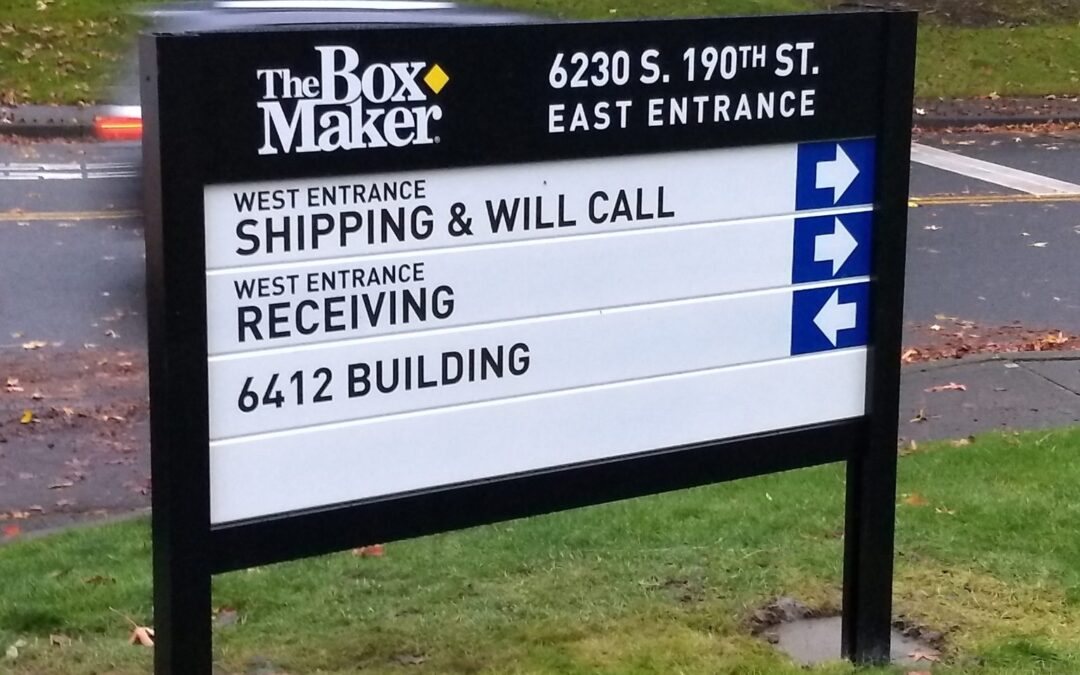 The Box
Maker
6230 S. 190TH ST.
EAST ENTRANCE
WEST ENTRANCE
SHIPPING & WILL CALL
WEST ENTRANCE
RECEIVING
6412 BUILDING